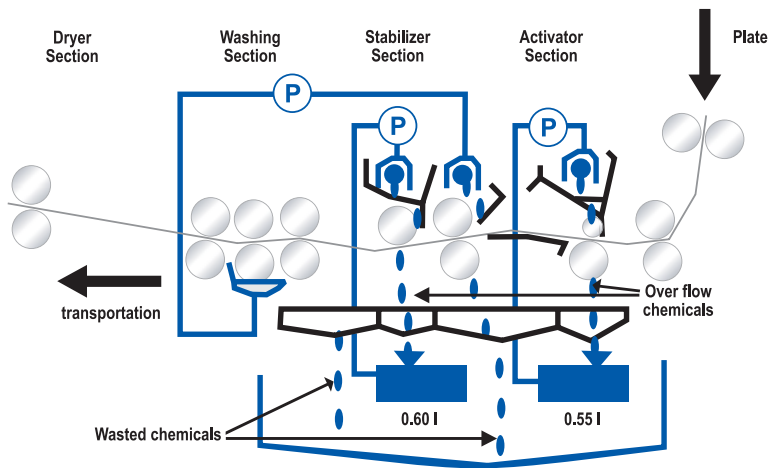 Dryer
Section
Washing
Section
Stabilizer
Section
Activator
Section
Plate
P
P
P
transportation
Over flow
chemicals
Wasted chemicals
0.60 l
0.55 l